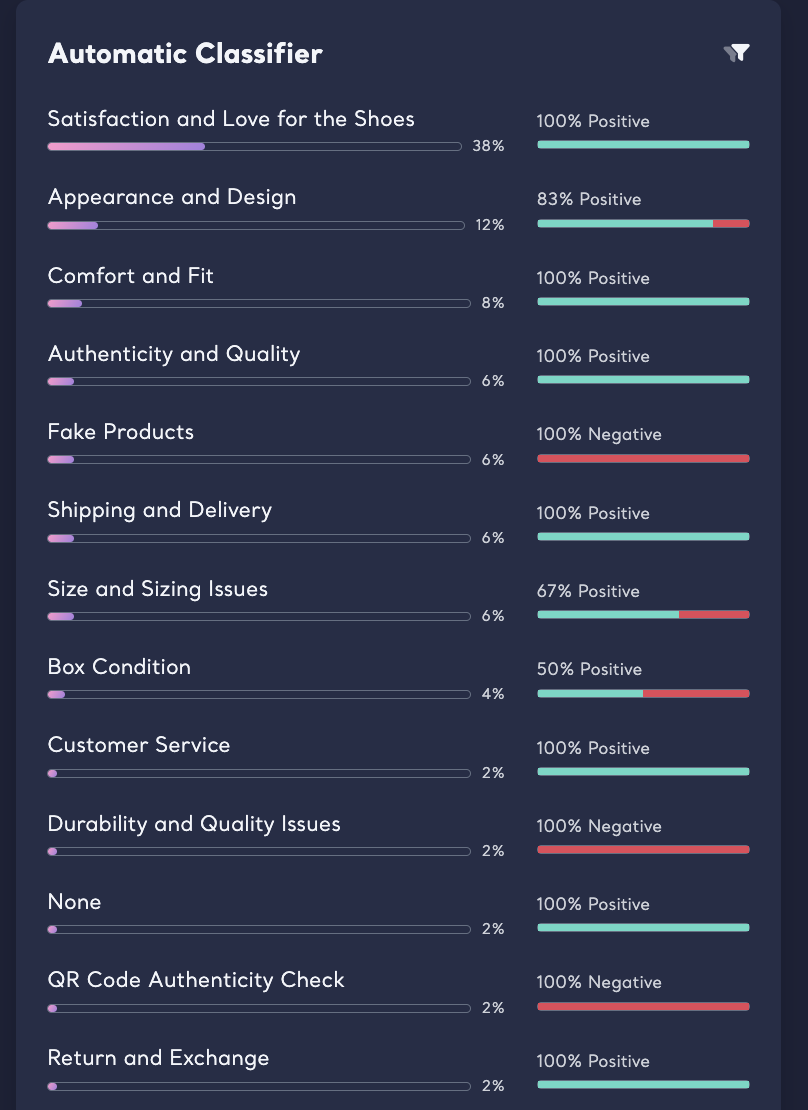 Automatic Classifier
Satisfaction and Love for the Shoes
38%
100% Positive
Appearance and Design
12%
83% Positive
Comfort and Fit
8%
100% Positive
Authenticity and Quality
6%
100% Positive
Fake Products
6%
100% Negative
Shipping and Delivery
6%
100% Positive
Size and Sizing Issues
6%
67% Positive
Box Condition
4%
50% Positive
Customer Service
2%
100% Positive
Durability and Quality Issues
2%
100% Negative
None
2%
100% Positive
QR Code Authenticity Check
2%
100% Negative
Return and Exchange
2%
100% Positive